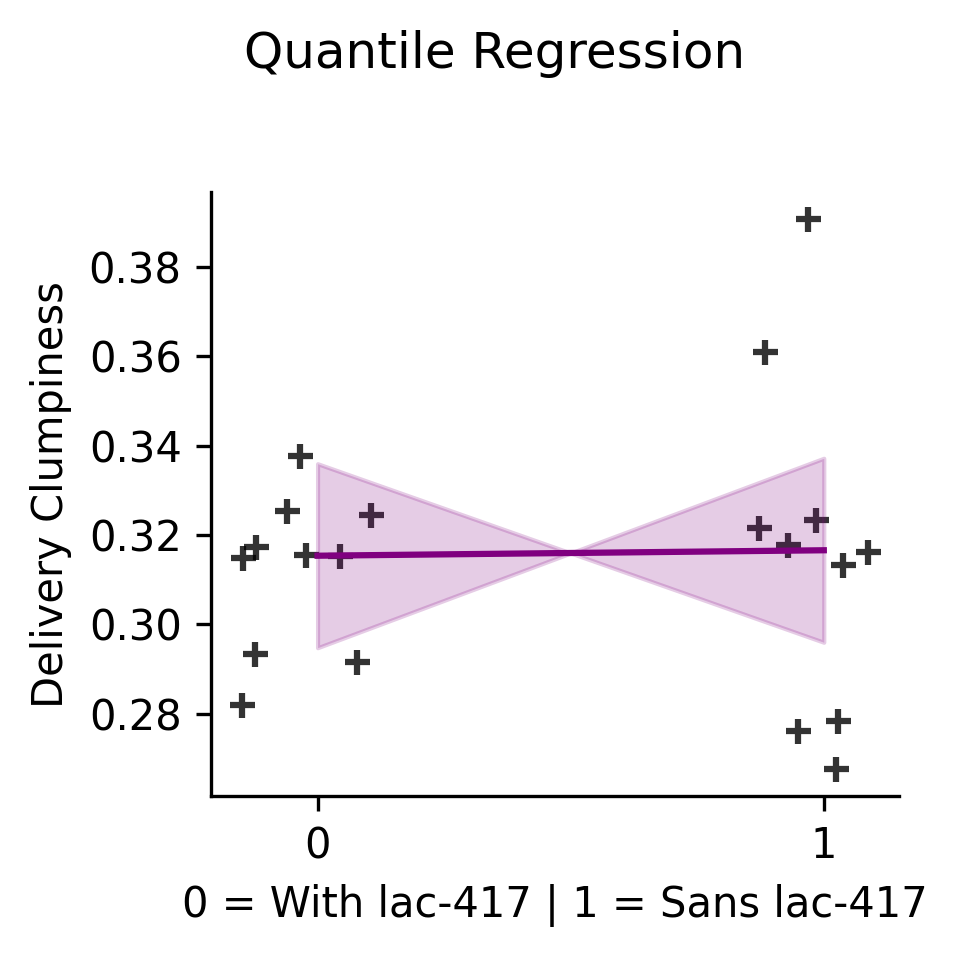 Quantile Regression
Delivery Clumpiness
0.38
0.36
0.34
0.32
0.30
0.28
0 1
0 = With lac-417 | 1 = Sans lac-417